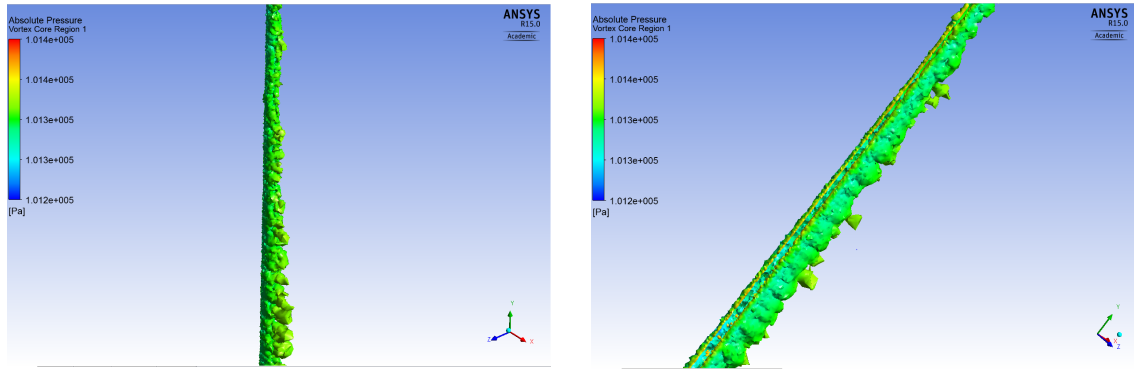 Absolute Pressure
Vortex Core Region 1
1.014e+005
1.014e+005
1.013e+005
1.013e+005
1.012e+005
[Pa]
ANSYS
R15.0
Academic
Y
Z
X
Absolute Pressure
Vortex Core Region 1
1.014e+005
1.014e+005
1.013e+005
1.013e+005
1.012e+005
[Pa]
ANSYS
R15.0
Academic
Y
X
Z